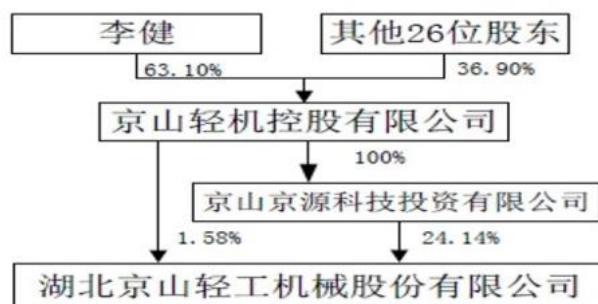 李健
其他26位股东
63.10%
36.90%
京山轻机控股有限公司
100%
京山京源科技投资有限公司
1.58%
24.14%
湖北京山轻工机械股份有限公司